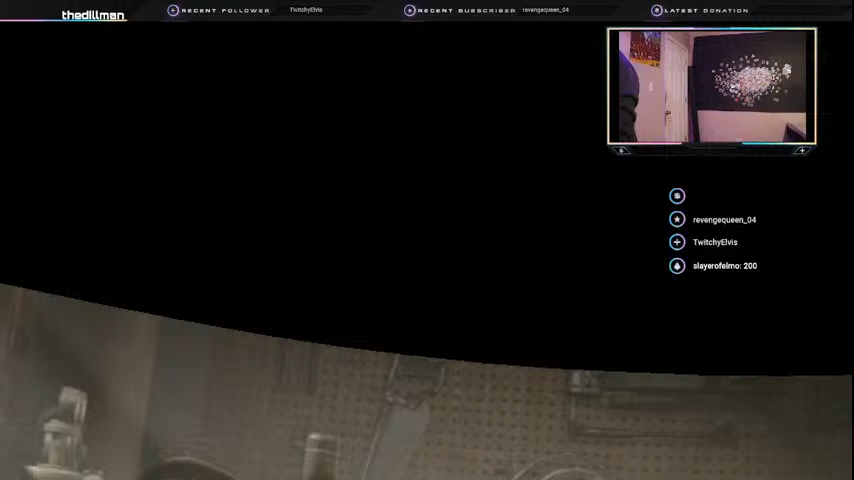 thedillman
RECENT FOLLOWER TwitchyElvis
RECENT SUBSCRIBER revengequeen_04
LATEST DONATION
revengequeen_04
TwitchyElvis
slayerofelmo: 200